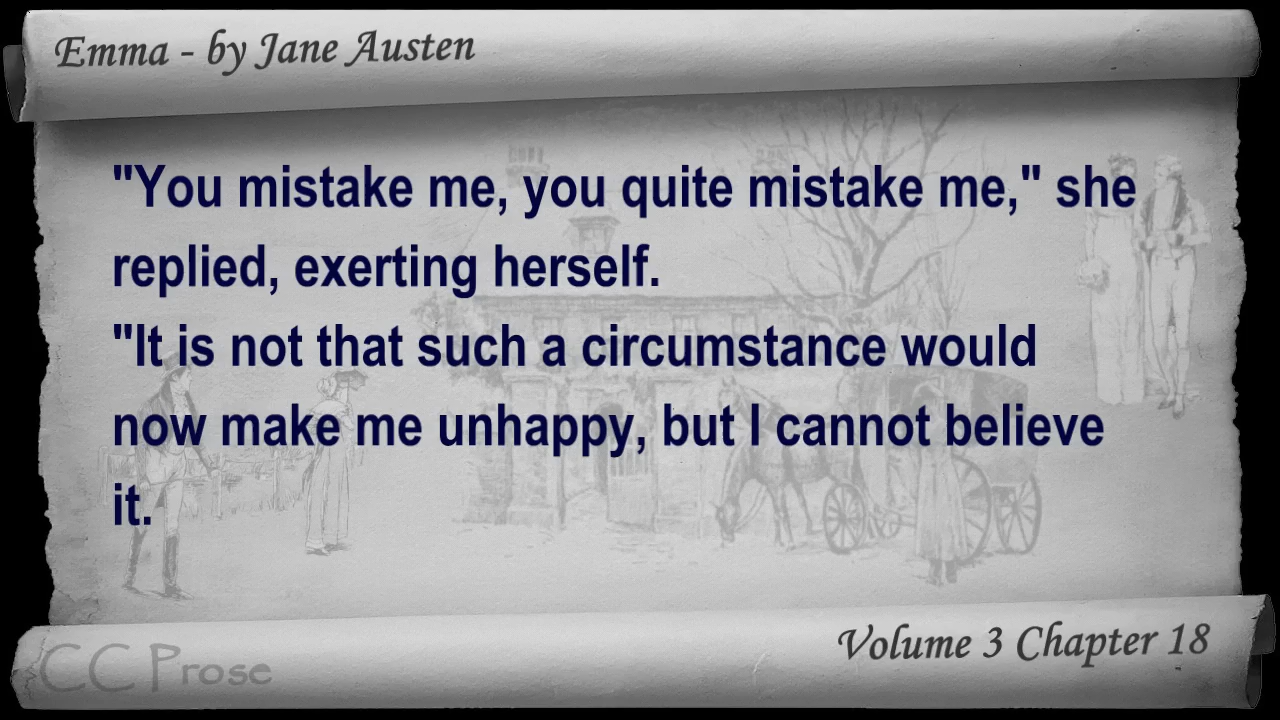 Emma - by Jane Austen
"You mistake me, you quite mistake me," she
replied, exerting herself.
"It is not that such a circumstance would
now make me unhappy, but I cannot believe
it.
Volume 3 Chapter 18
CC Prose